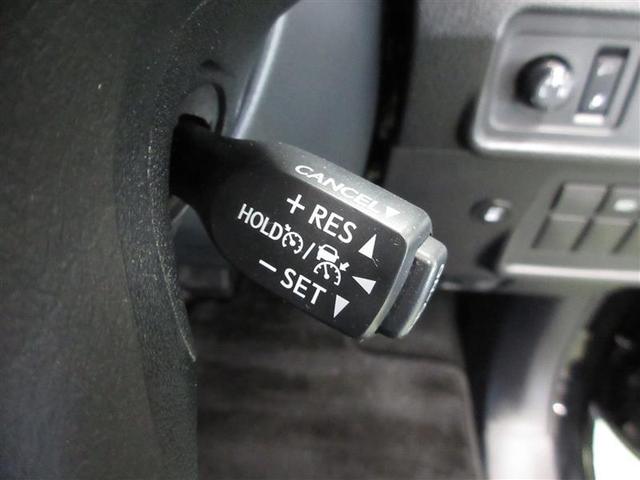 CANCEL▼
+ RES ▲
HOLD /
− SET ▼